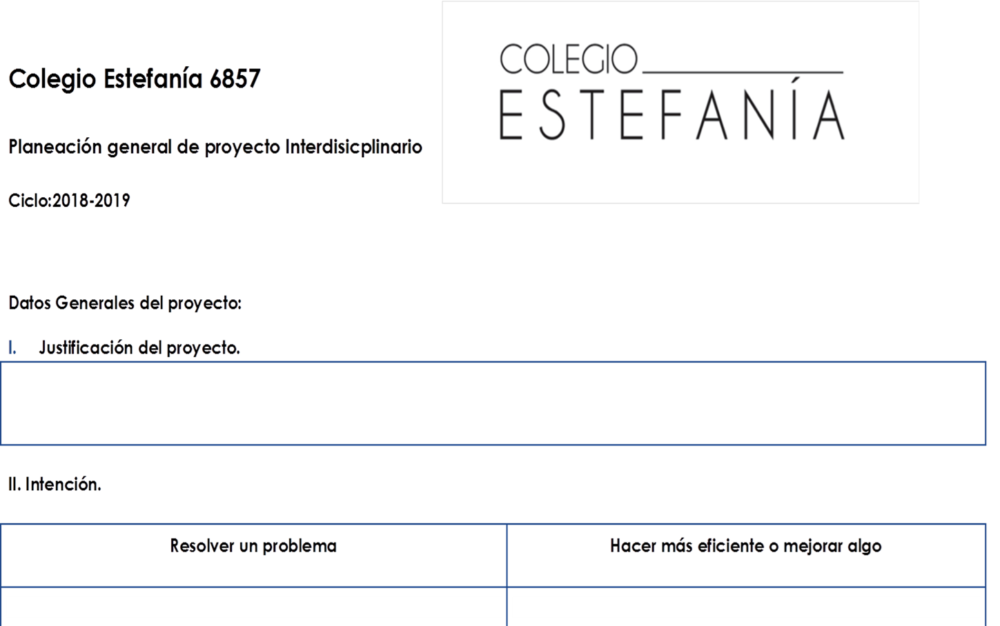 Colegio Estefanía 6857
COLEGIO
ESTEFANÍA
Planeación general de proyecto Interdisicplinario
Ciclo:2018-2019
Datos Generales del proyecto:
I. Justificación del proyecto.
II. Intención.
Resolver un problema
Hacer más eficiente o mejorar algo